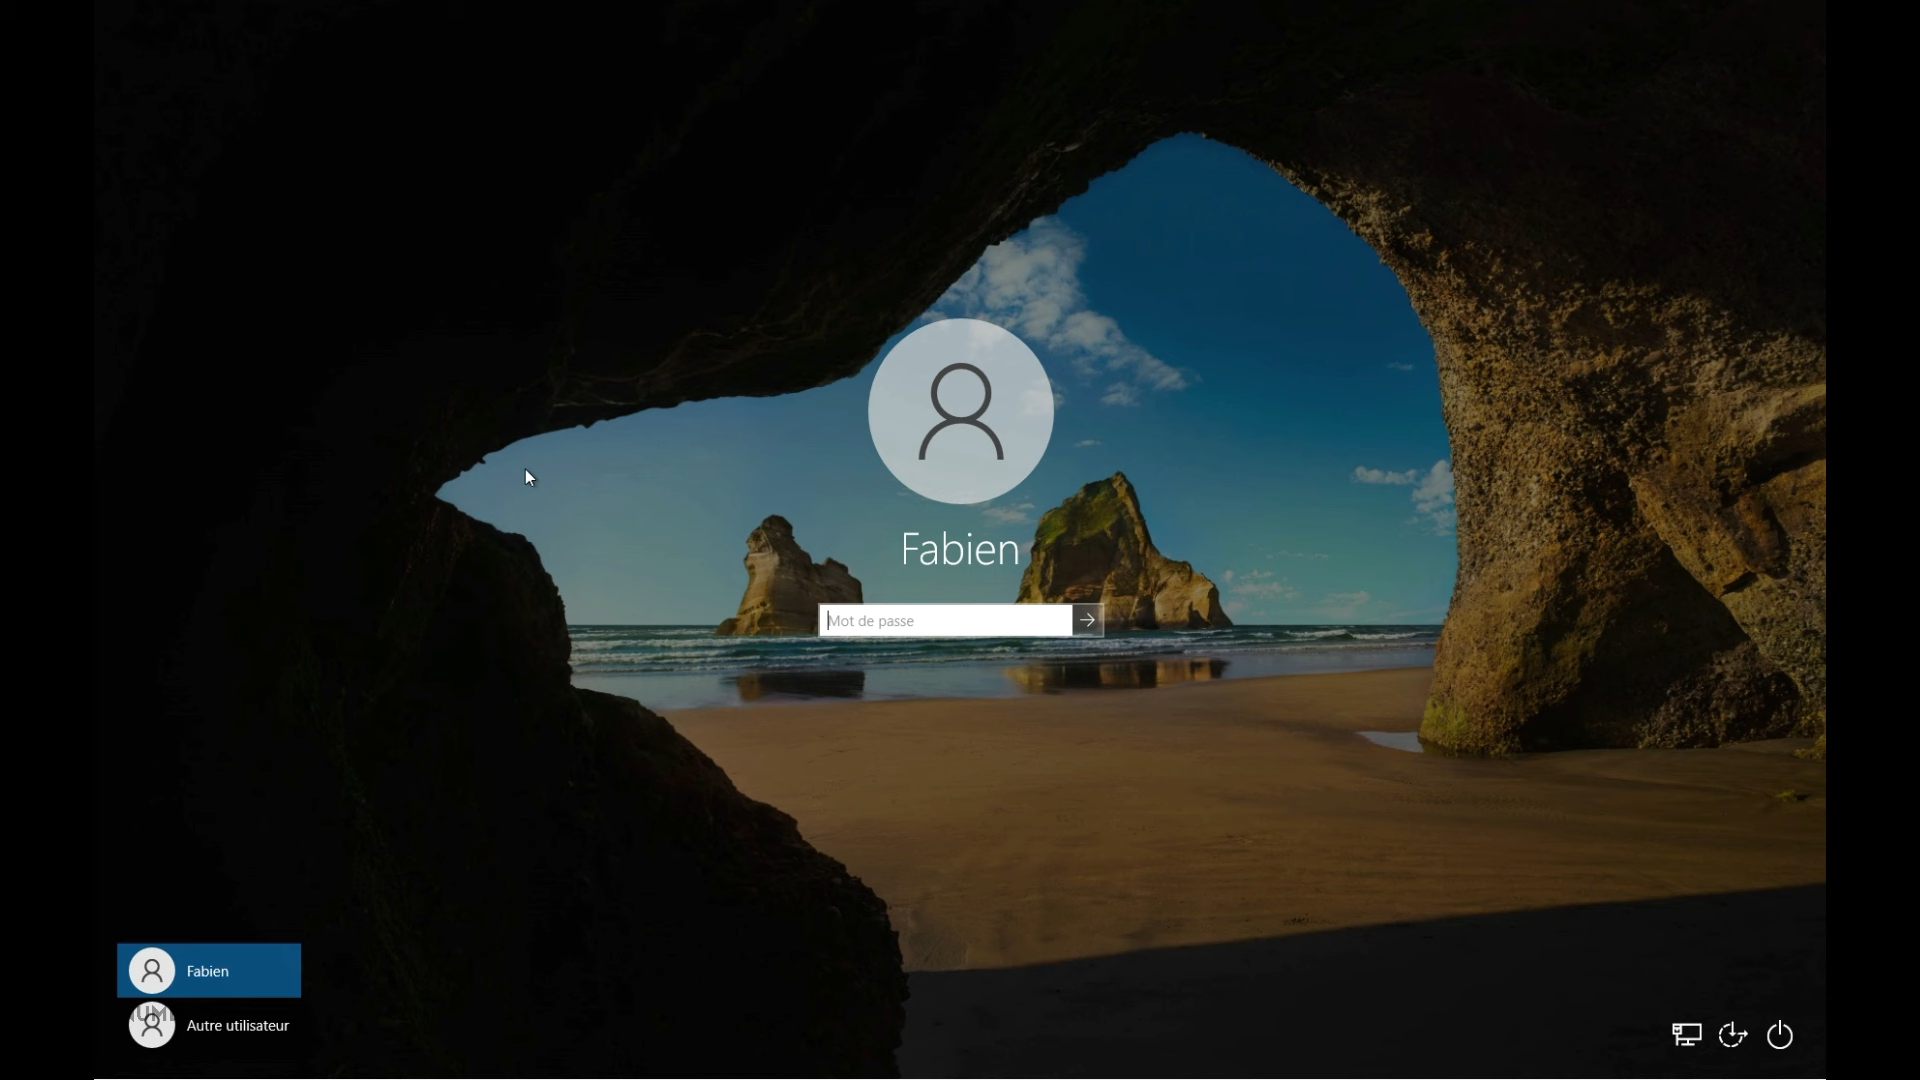 Fabien
Mot de passe
Fabien
Autre utilisateur